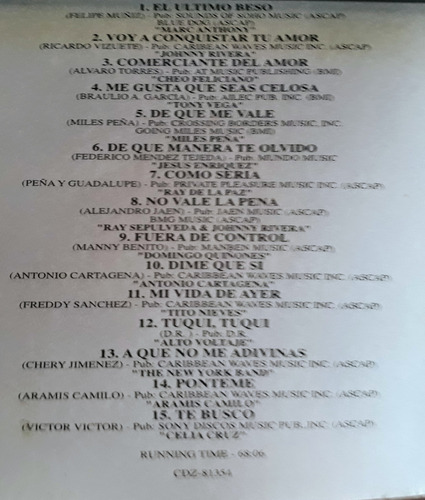 1. EL ULTIMO BESO
(FELIPE MUÑIZ) - Pub: SOUNDS OF SOHO MUSIC (ASCAP)
BLUE DOG (ASCAP)
"MARC ANTHONY"
2. VOY A CONQUISTAR TU AMOR
(RICARDO VIZUETE) - Pub: CARIBBEAN WAVES MUSIC INC. (ASCAP)
"JOHNNY RIVERA"
3. COMERCIANTE DEL AMOR
(ALVARO TORRES) - Pub: AT MUSIC PUBLISHING (BMI)
"CHEO FELICIANO"
4. ME GUSTA QUE SEAS CELOSA
(BRAULIO A. GARCIA) - Pub: AILEC PUB. INC. (BMI)
"TONY VEGA"
5. DE QUE ME VALE
(MILES PEÑA) - Pub: CROSSING BORDERS MUSIC, INC.
GOING MILES MUSIC (BMI)
"MILES PEÑA"
6. DE QUE MANERA TE OLVIDO
(FEDERICO MENDEZ TEJEDA) - Pub: MUNDO MUSIC
"JESUS ENRIQUEZ"
7. COMO SERIA
(PEÑA Y GUADALUPE) - Pub: PRIVATE PLEASURE MUSIC INC. (ASCAP)
"RAY DE LA PAZ"
8. NO VALE LA PENA
(ALEJANDRO JAEN) - Pub: JAEN MUSIC (ASCAP)
BMG MUSIC (ASCAP)
"RAY SEPULVEDA & JOHNNY RIVERA"
9. FUERA DE CONTROL
(MANNY BENITO) - Pub: MANBEN MUSIC (ASCAP)
"DOMINGO QUIÑONES"
10. DIME QUE SI
(ANTONIO CARTAGENA) - Pub: CARIBBEAN WAVES MUSIC INC. (ASCAP)
"ANTONIO CARTAGENA"
11. MI VIDA DE AYER
(FREDDY SANCHEZ) - Pub: CARIBBEAN WAVES MUSIC INC. (ASCAP)
"TITO NIEVES"
12. TUQUI, TUQUI
(D.R. ) - Pub: D.R.
"ALTO VOLTAJE"
13. A QUE NO ME ADIVINAS
(CHERY JIMENEZ) - Pub: CARIBBEAN WAVES MUSIC INC. (ASCAP)
"THE NEW YORK BAND"
14. PONTEME
(ARAMIS CAMILO) - Pub: CARIBBEAN WAVES MUSIC INC. (ASCAP)
"ARAMIS CAMILO"
15. TE BUSCO
(VICTOR VICTOR) - Pub: SONY DISCOS MUSIC PUB., INC. (ASCAP)
"CELIA CRUZ"
RUNNING TIME - 68:06
CDZ-81354